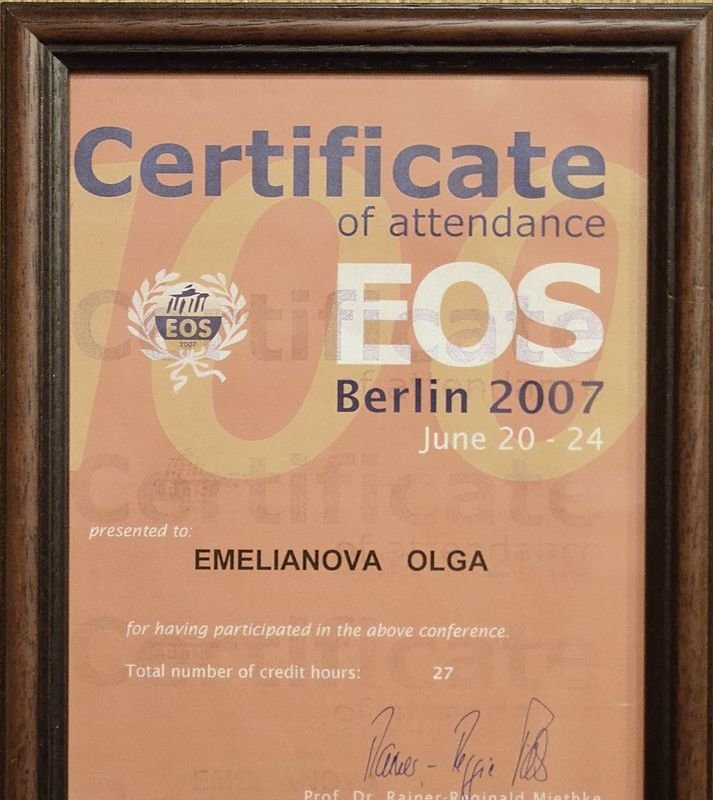 Certificate
of attendance
EOS
EOS
2007
Berlin 2007
June 20 - 24
presented to:
EMELIANOVA OLGA
for having participated in the above conference.
Total number of credit hours: 27
Prof. Dr. Rainer-Reginald Miethke